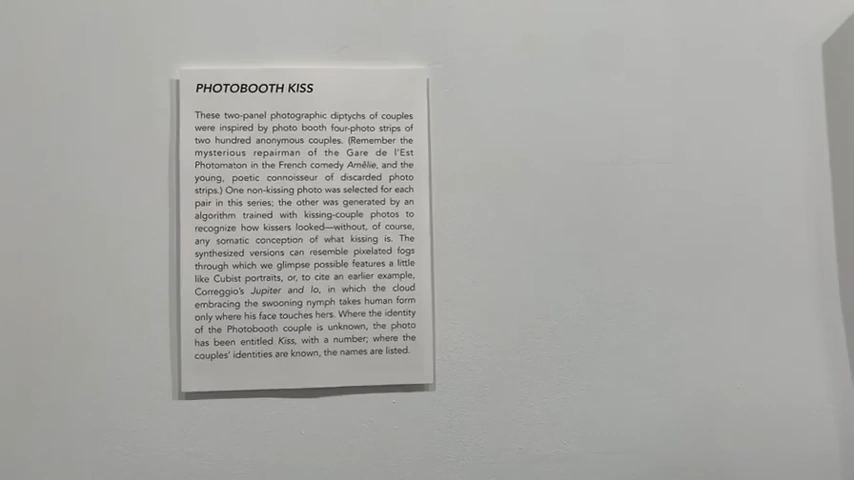 PHOTOBOOTH KISS
These two-panel photographic diptychs of couples
were inspired by photo booth four-photo strips of
two hundred anonymous couples. (Remember the
mysterious repairman of the Gare de l'Est
Photomaton in the French comedy Amélie, and the
young, poetic connoisseur of discarded photo
strips.) One non-kissing photo was selected for each
pair in this series; the other was generated by an
algorithm trained with kissing-couple photos to
recognize how kissers looked—without, of course,
any somatic conception of what kissing is. The
synthesized versions can resemble pixelated fogs
through which we glimpse possible features a little
like Cubist portraits, or, to cite an earlier example,
Correggio's Jupiter and Io, in which the cloud
embracing the swooning nymph takes human form
only where his face touches hers. Where the identity
of the Photobooth couple is unknown, the photo
has been entitled Kiss, with a number; where the
couples' identities are known, the names are listed.